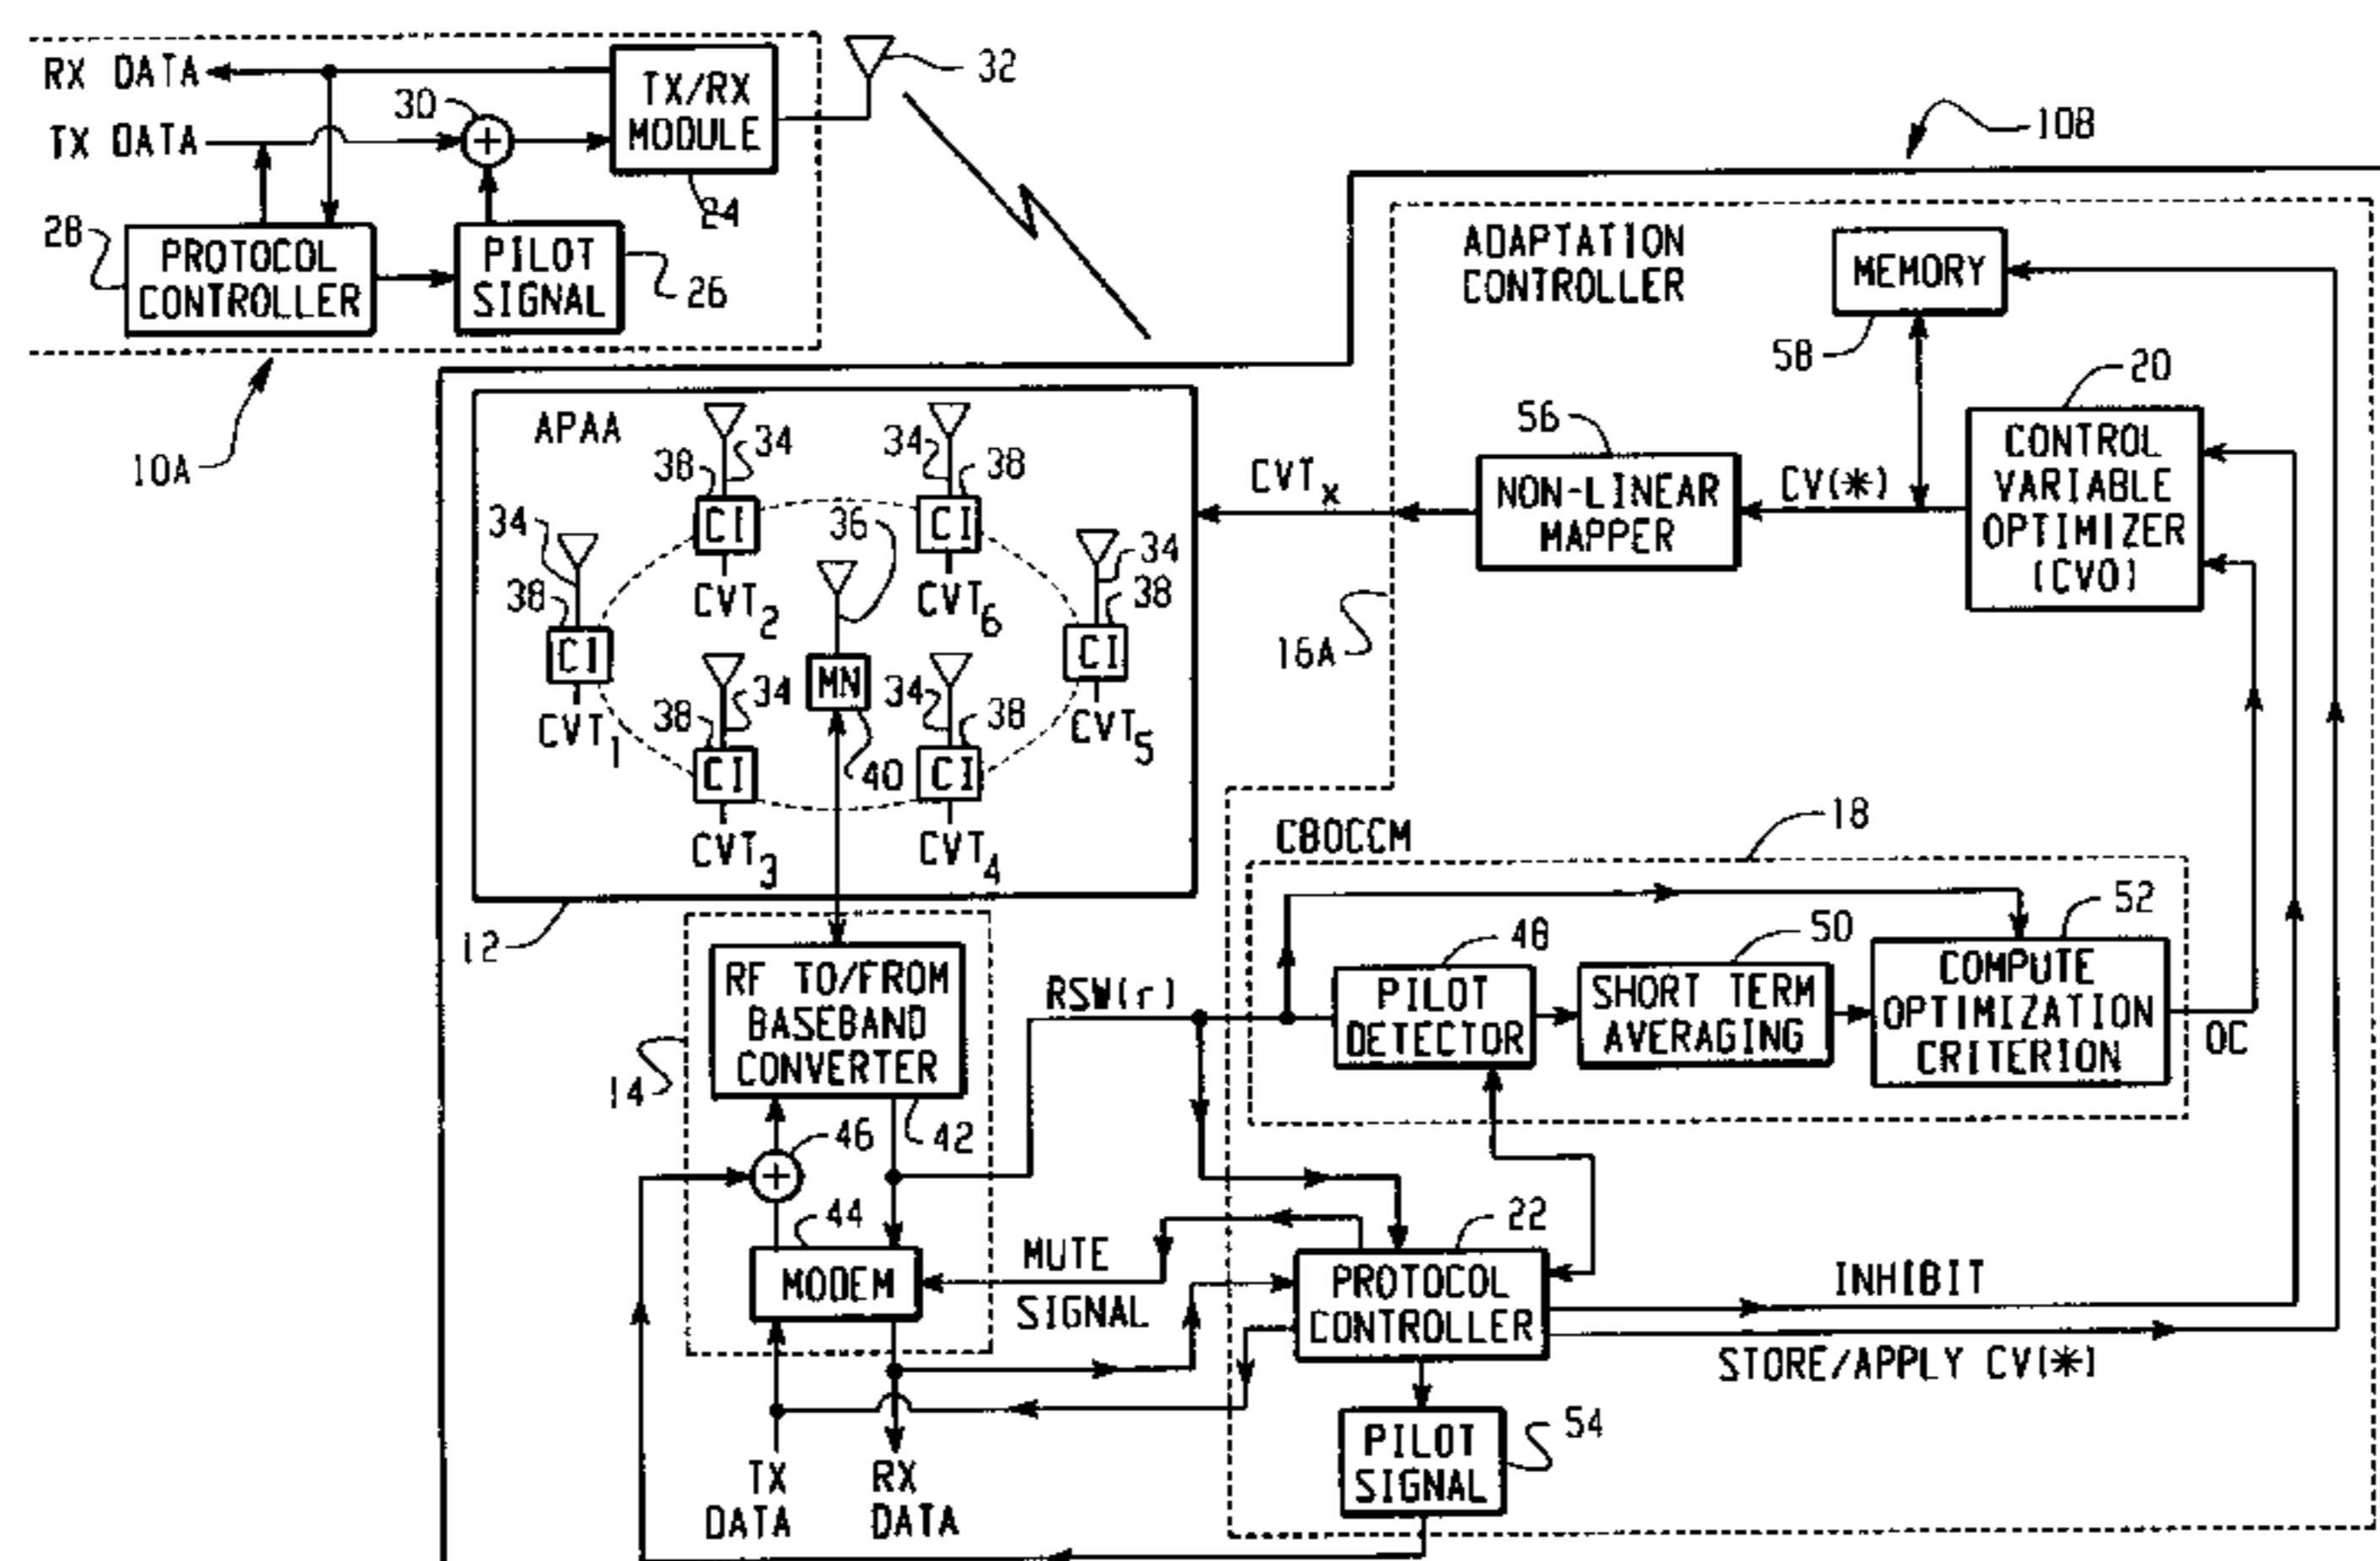 RX DATA
TX DATA
30
TX/RX
MODULE
24
32
28
PROTOCOL
CONTROLLER
PILOT
SIGNAL
26
10A
10B
ADAPTATION
CONTROLLER
MEMORY
58
20
CONTROL
VARIABLE
OPTIMIZER
(CVO)
56
NON-LINEAR
MAPPER
CV(*)
CVTx
16A
APAA
34
38
CI
CVT2
34
38
CI
CVT6
34
38
CI
CVT1
36
MN
40
34
38
CI
CVT5
34
38
CI
CVT3
34
38
CI
CVT4
12
CBOCCM
18
RF TO/FROM
BASEBAND
CONVERTER
42
14
46
44
MODEM
RSW(r)
48
PILOT
DETECTOR
50
SHORT TERM
AVERAGING
52
COMPUTE
OPTIMIZATION
CRITERION
OC
MUTE
SIGNAL
22
PROTOCOL
CONTROLLER
INHIBIT
STORE/APPLY CV(*)
PILOT
SIGNAL
54
TX
DATA
RX
DATA